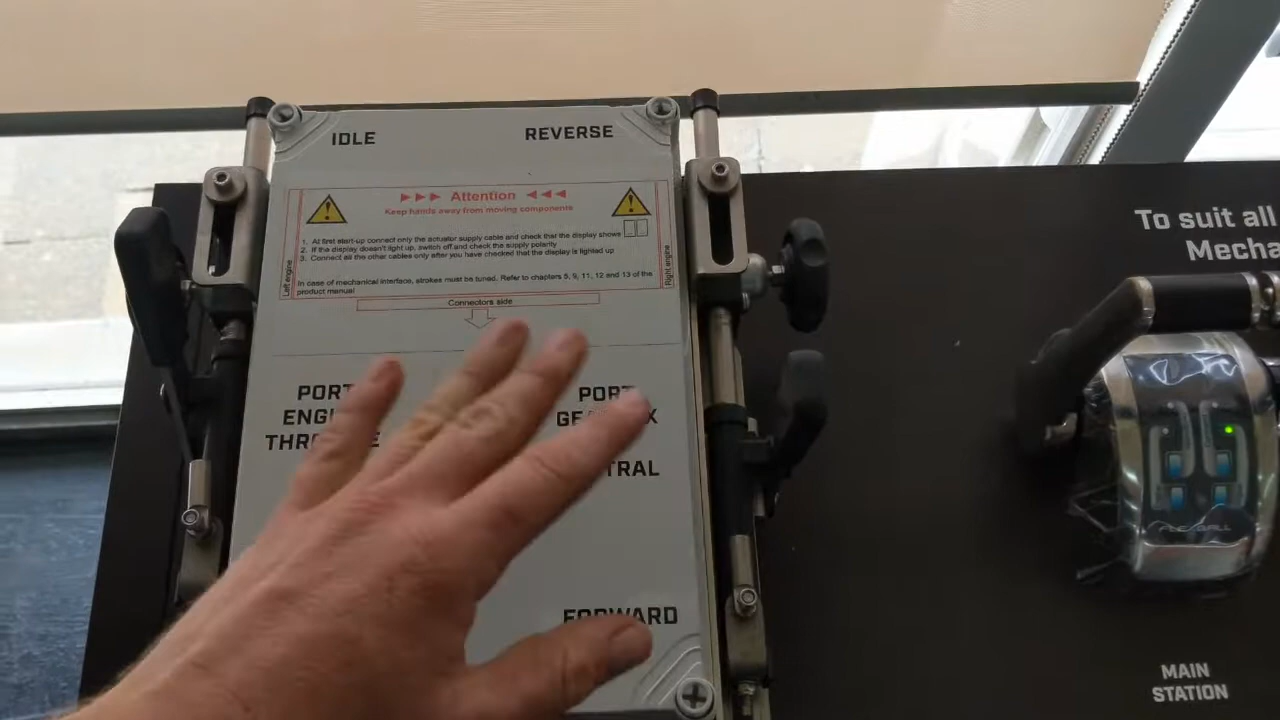 IDLE
REVERSE
Attention
Keep hands away from moving components
1. At first start-up connect only the actuator supply cable and check that the display shows
2. If the display doesn't light up, switch off and check the supply polarity
3. Connect all the other cables only after you have checked that the display is lighted up
In case of mechanical interface, strokes must be tuned. Refer to chapters 5, 9, 11, 12 and 13 of the
product manual
Left engine
Right engine
Connectors side
PORT
PORT
FORWARD
To suit all
Mecha
MAIN
STATION